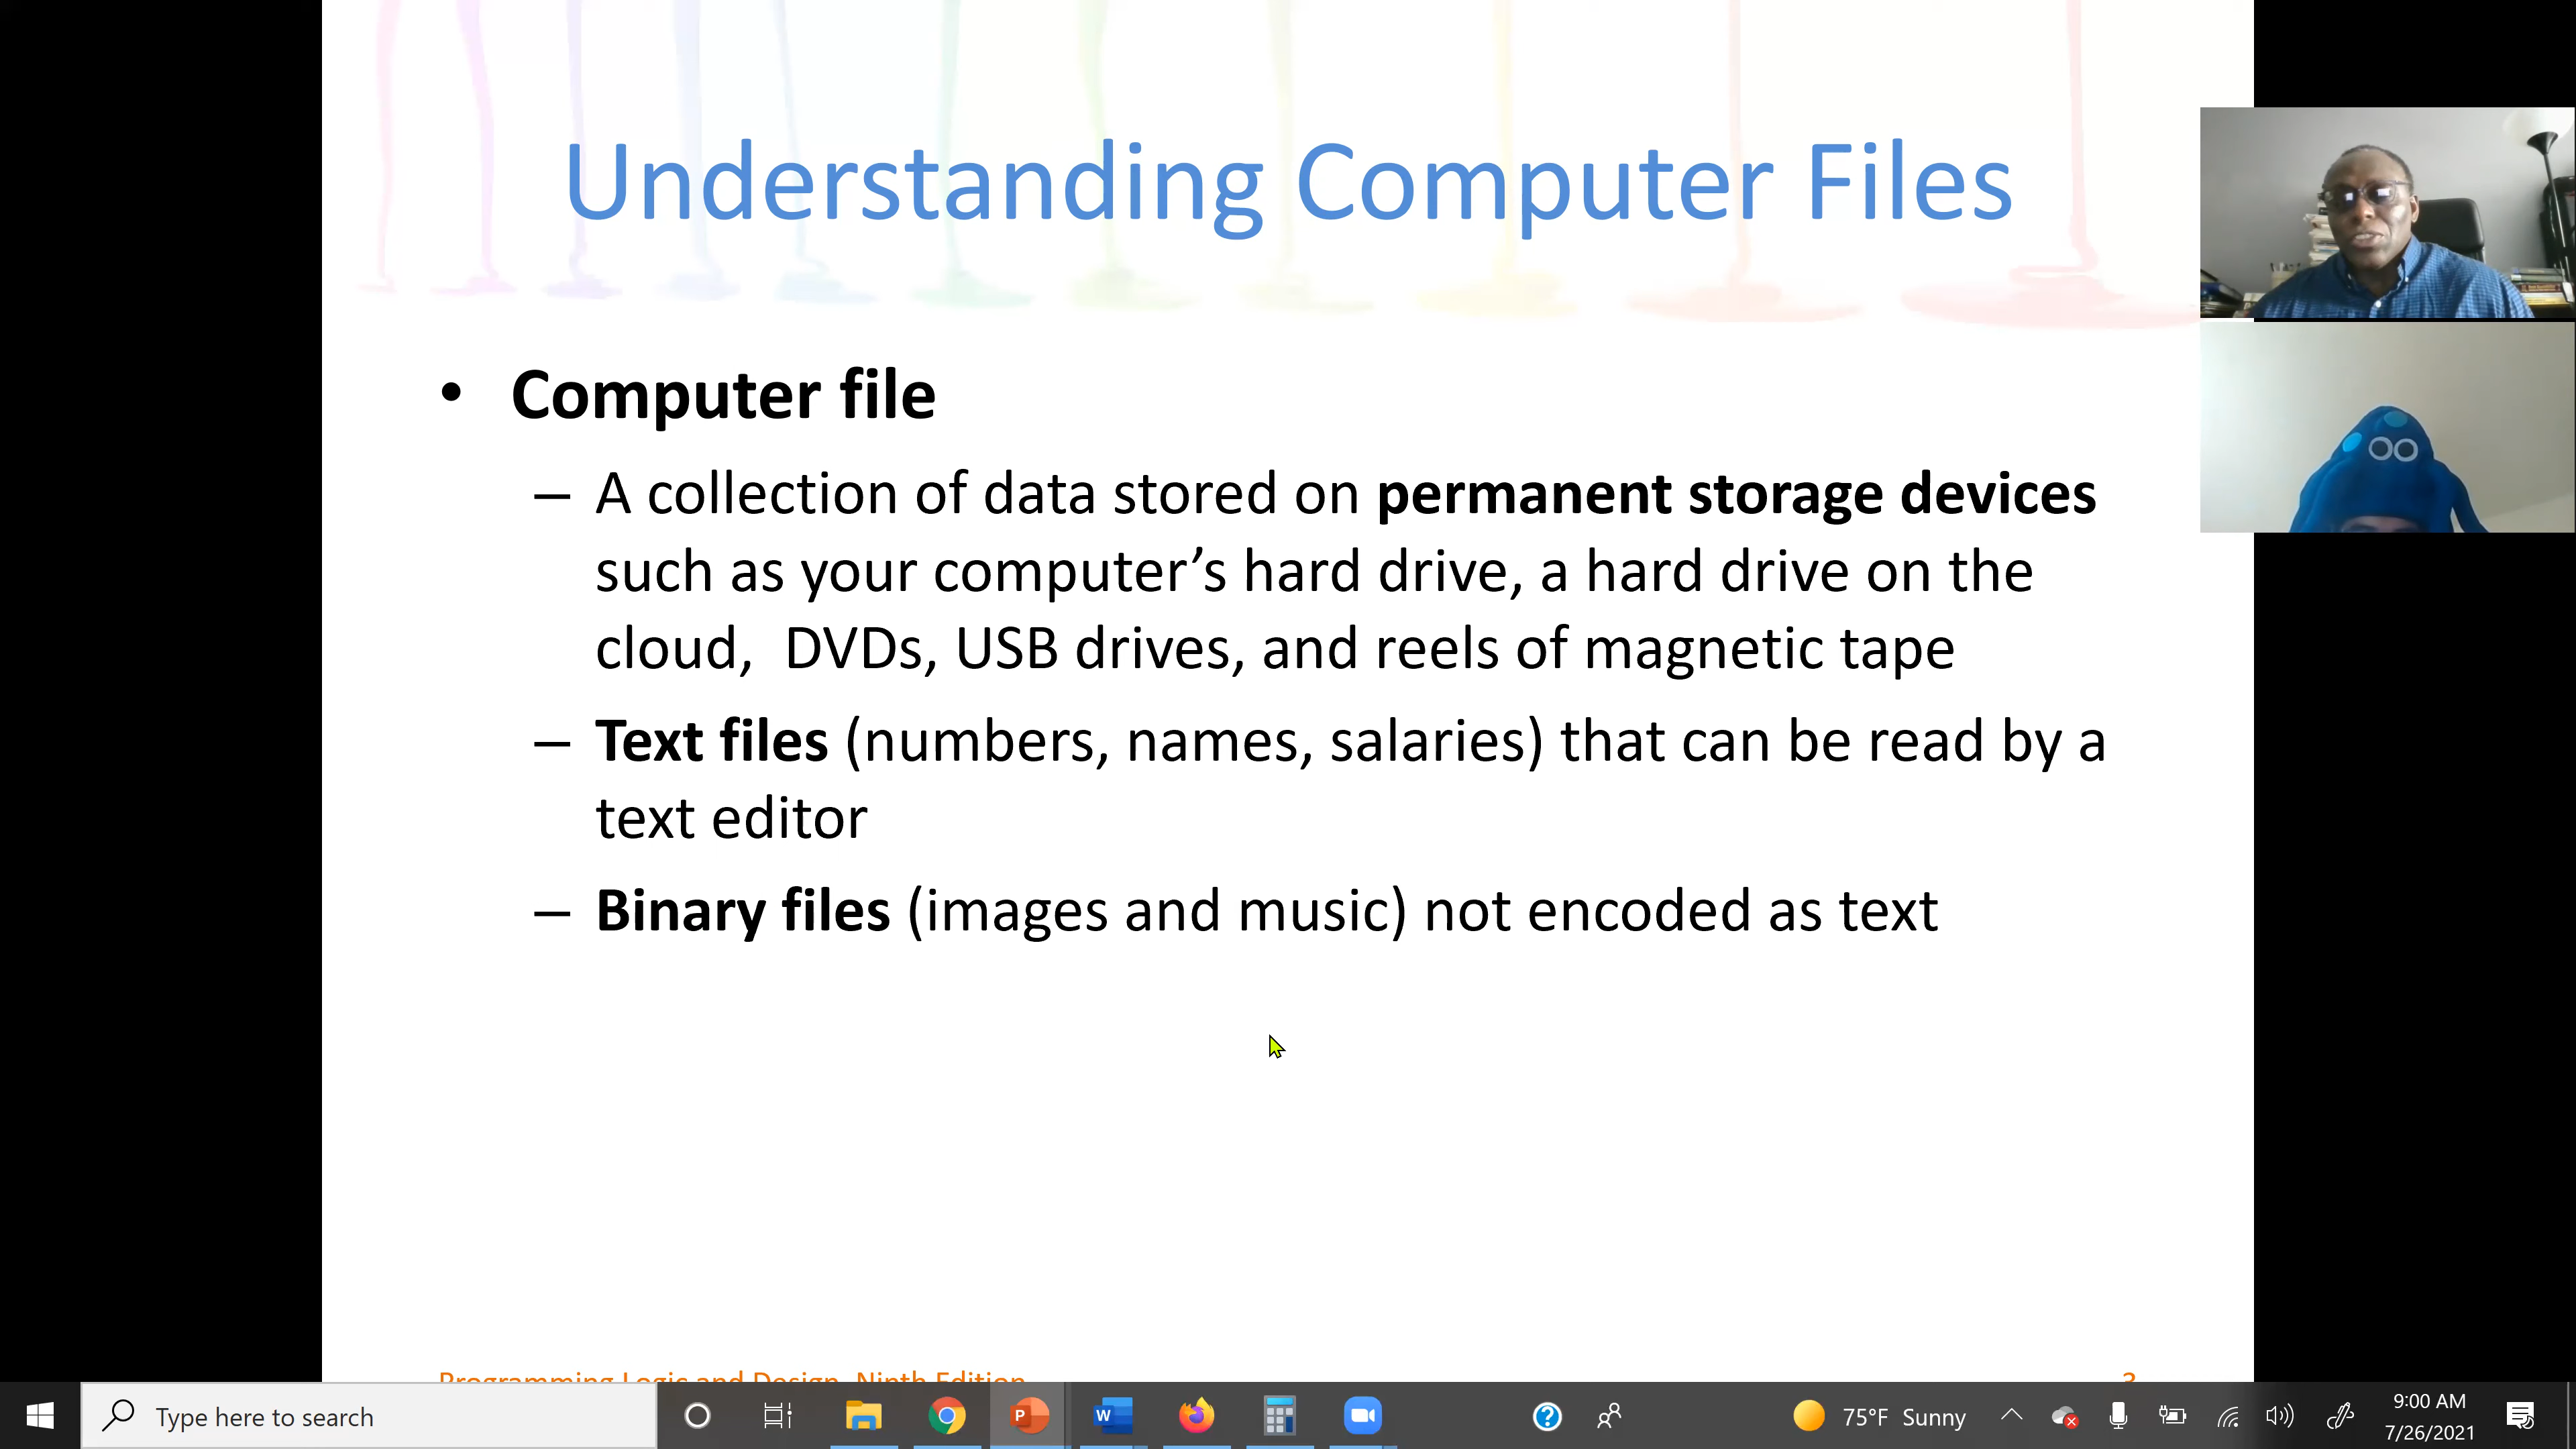 Understanding Computer Files
• Computer file
– A collection of data stored on permanent storage devices
such as your computer’s hard drive, a hard drive on the
cloud,  DVDs, USB drives, and reels of magnetic tape
– Text files (numbers, names, salaries) that can be read by a
text editor
– Binary files (images and music) not encoded as text
Programming Logic and Design, Ninth Edition
3
Type here to search
75°F Sunny
9:00 AM
7/26/2021